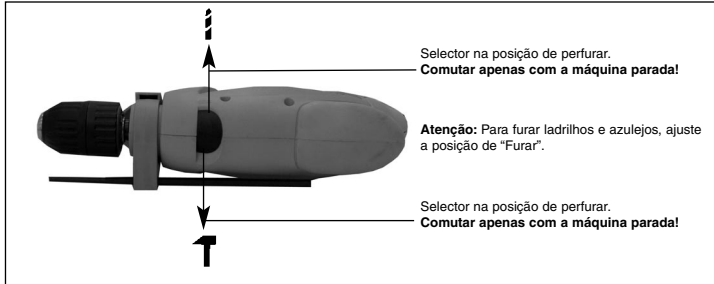 Selector na posição de perfurar.
Comutar apenas com a máquina parada!
Atenção: Para furar ladrilhos e azulejos, ajuste
a posição de “Furar”.
Selector na posição de perfurar.
Comutar apenas com a máquina parada!